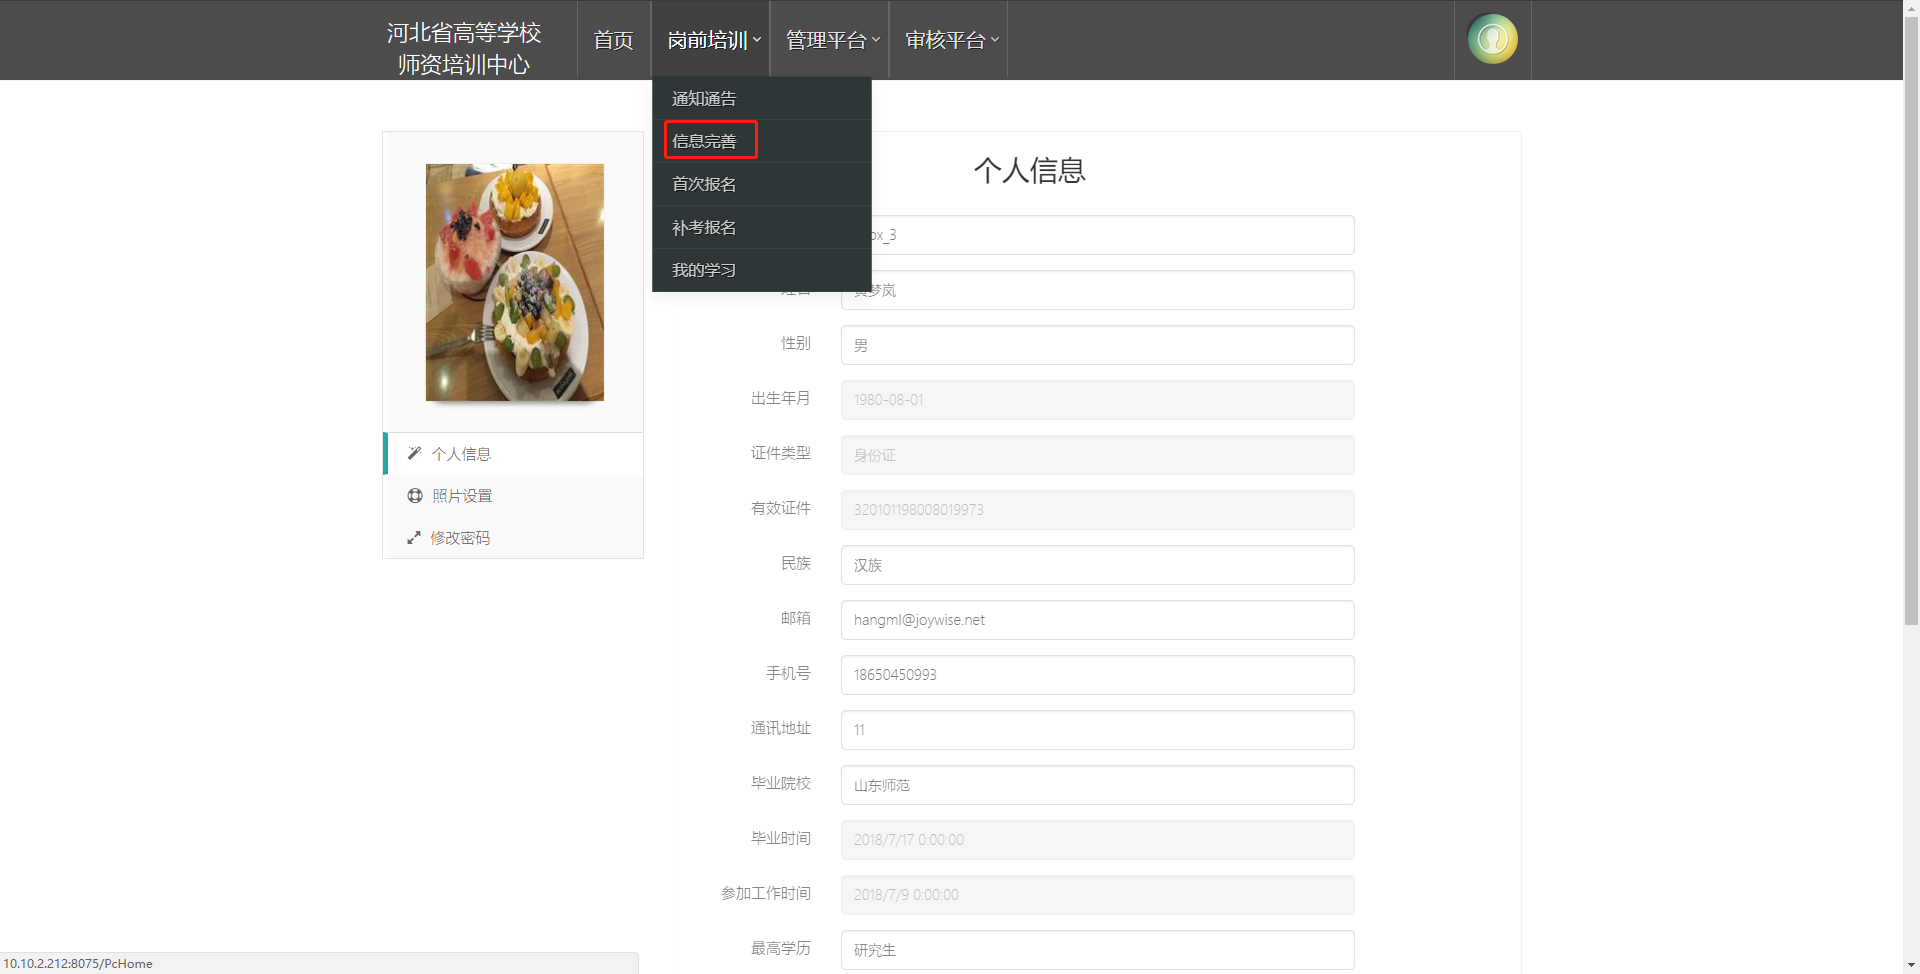 河北省高等学校
师资培训中心
首页
岗前培训
管理平台
审核平台
通知通告
信息完善
首次报名
补考报名
我的学习
个人信息
照片设置
修改密码
个人信息
ox_3
梦岚
性别
男
出生年月
1980-08-01
证件类型
身份证
有效证件
320101198008019973
民族
汉族
邮箱
hangml@joywise.net
手机号
18650450993
通讯地址
11
毕业院校
山东师范
毕业时间
2018/7/17 0:00:00
参加工作时间
2018/7/9 0:00:00
最高学历
研究生
10.10.2.212:8075/PcHome